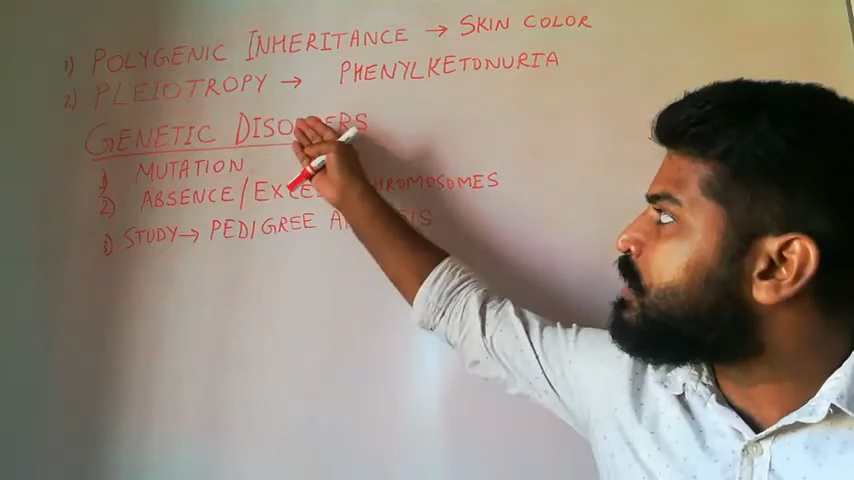 1) POLYGENIC INHERITANCE → SKIN COLOR
2) PLEIOTROPY → PHENYLKETONURIA
GENETIC DISORDERS
1) MUTATION
2) ABSENCE/EXCESS CHROMOSOMES
3) STUDY → PEDIGREE ANALYSIS